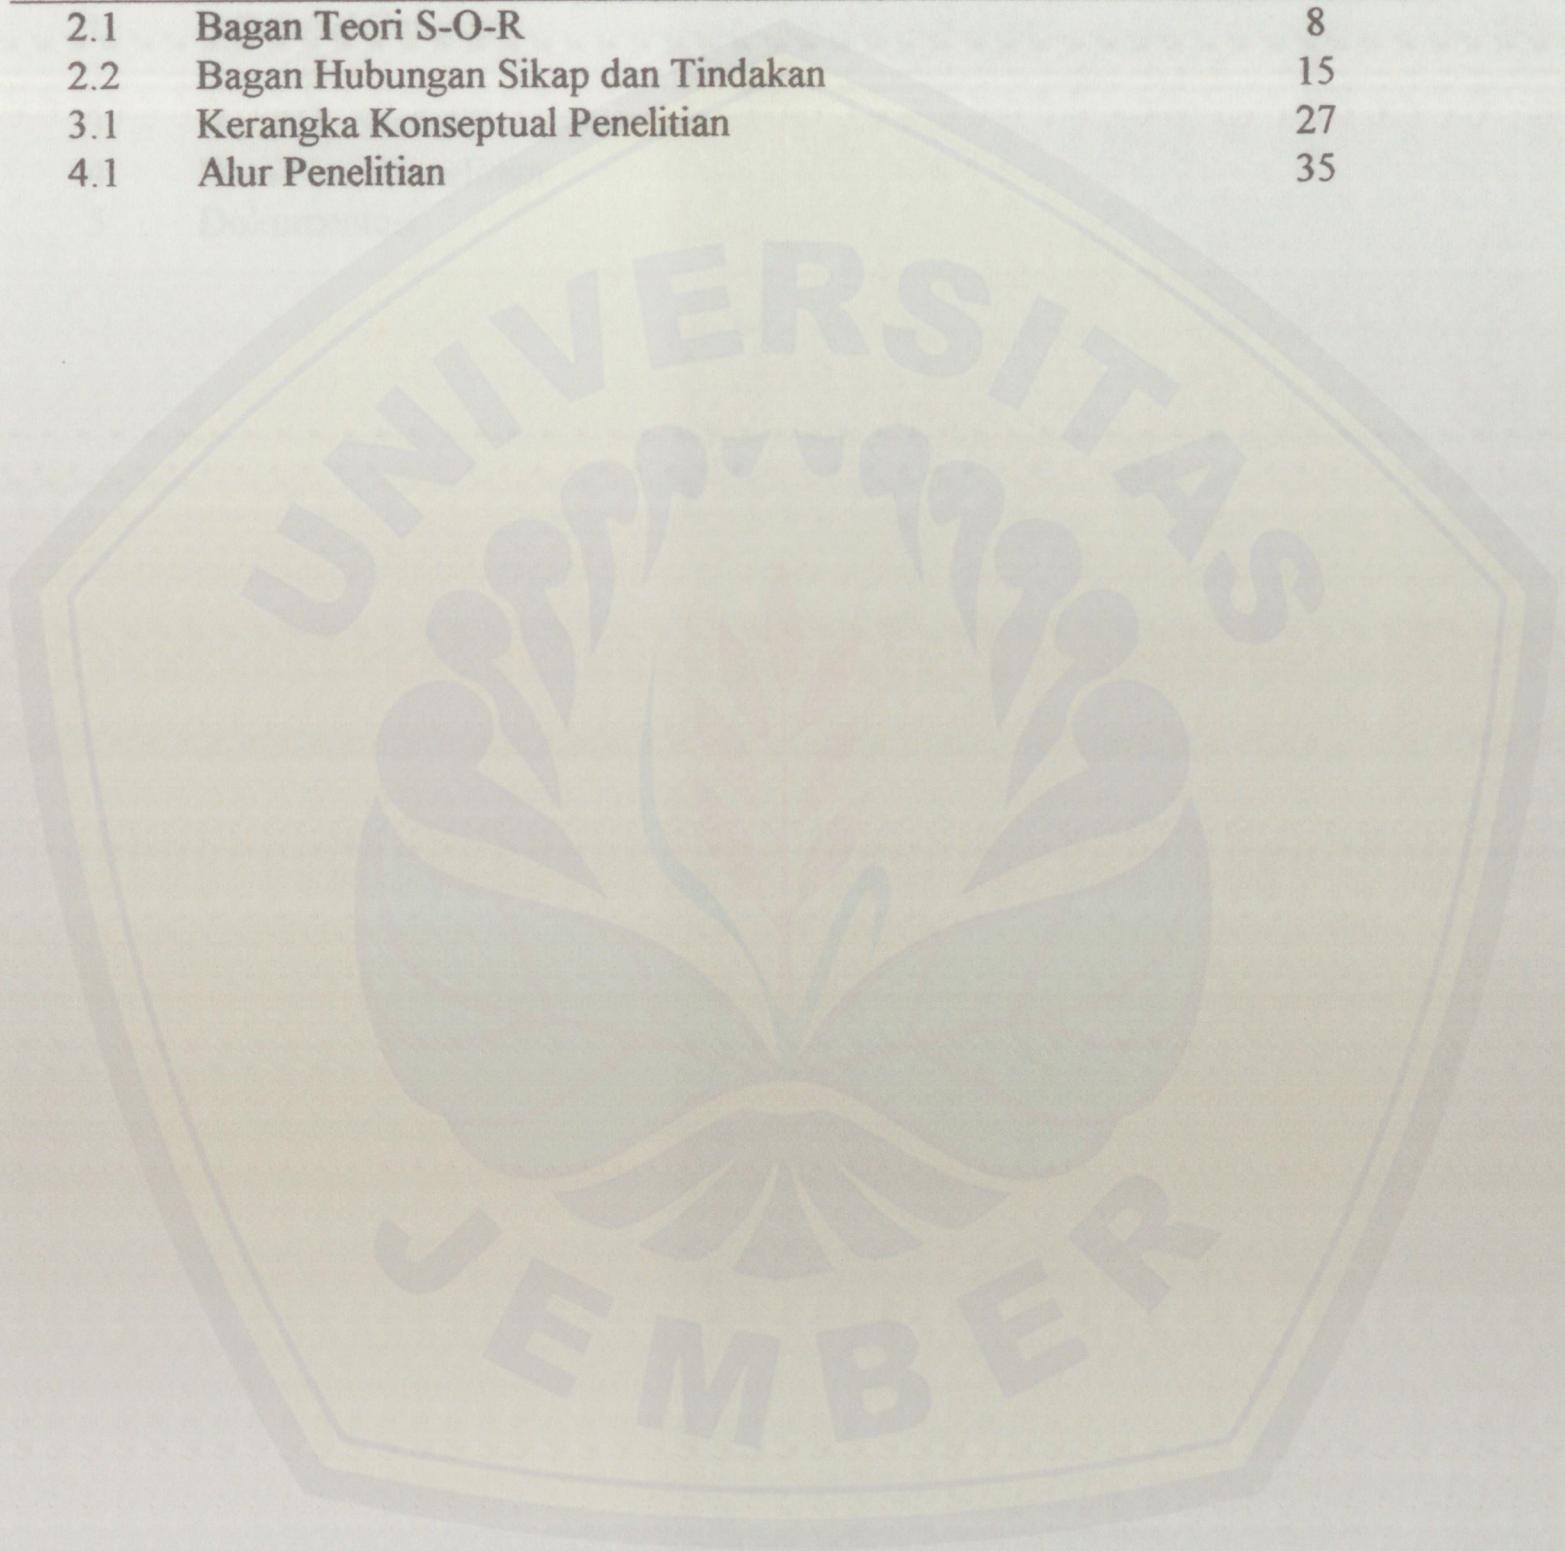 2.1 Bagan Teori S-O-R 8
2.2 Bagan Hubungan Sikap dan Tindakan 15
3.1 Kerangka Konseptual Penelitian 27
4.1 Alur Penelitian 35
UNIVERSITAS
JEMBER